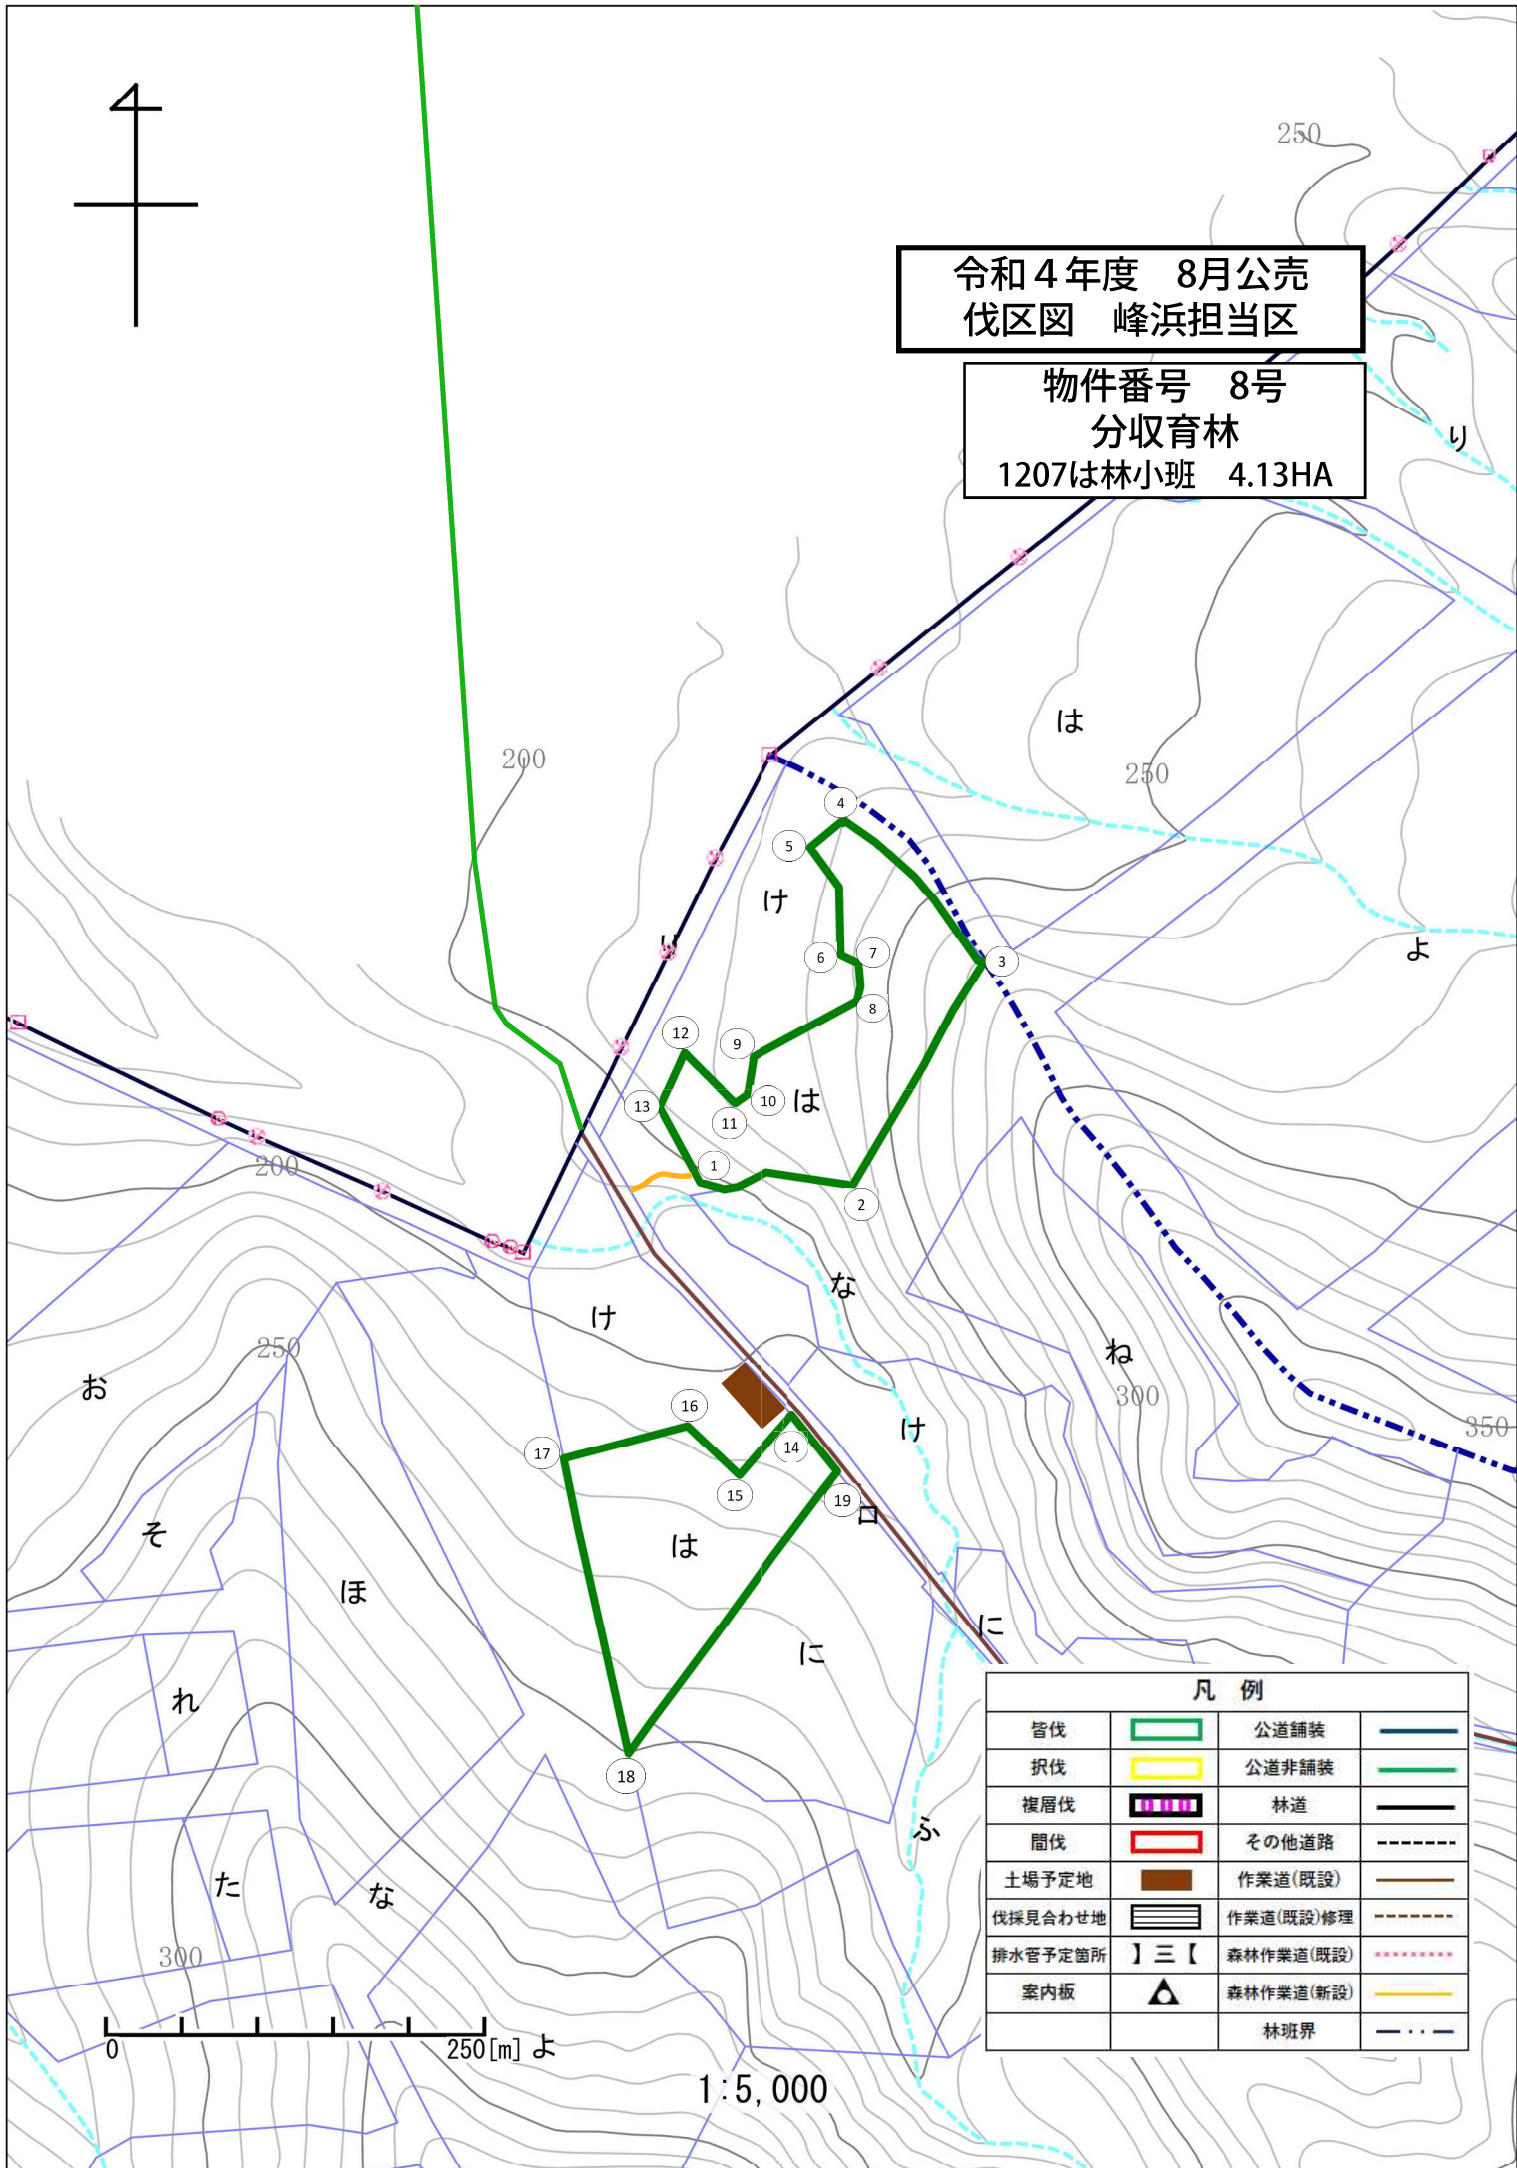 250
令和４年度　8月公売
伐区図　峰浜担当区
物件番号　8号
分収育林
1207は林小班　4.13HA
り
は
200
250
4
5
け
り
よ
6
7
3
8
12
9
13
10
は
11
200
1
2
な
け
250
ね
お
300
16
け
350
17
14
15
19
ロ
そ
は
ほ
に
に
れ
18
ふ
た
な
300
0
250[m]
よ
1:5,000
凡　例
皆伐
公道舗装
択伐
公道非舗装
複層伐
林道
間伐
その他道路
土場予定地
作業道(既設)
伐採見合わせ地
作業道(既設)修理
排水管予定箇所
】三【
森林作業道(既設)
案内板
森林作業道(新設)
林班界